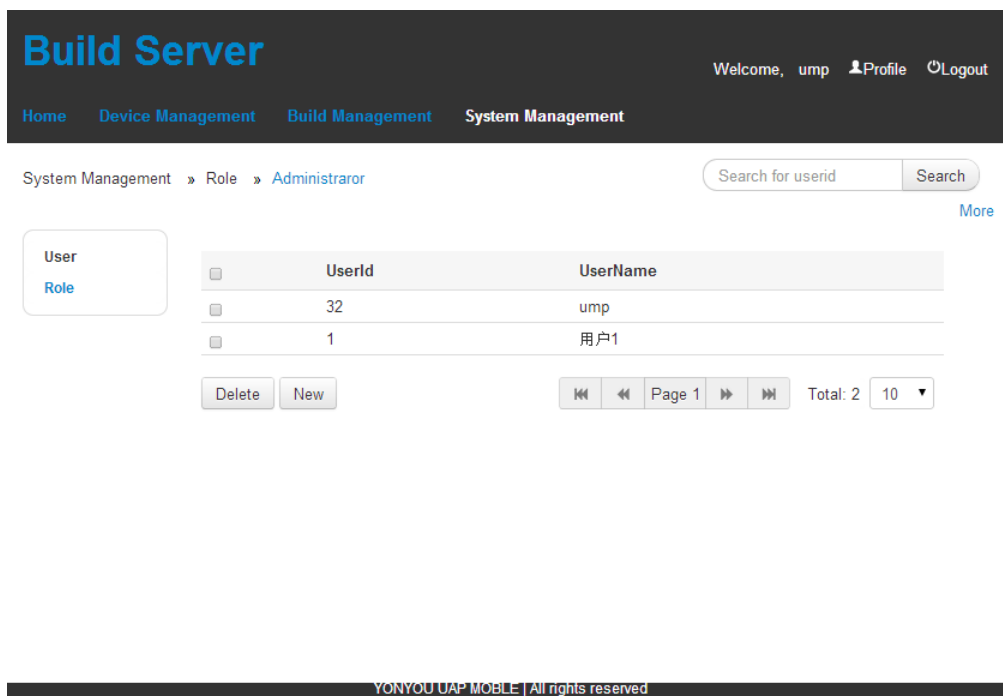 Build Server
Welcome, ump Profile Logout
Home Device Management Build Management System Management
System Management » Role » Administraror
Search for userid Search
More
User
Role
UserId UserName
32 ump
1 用户1
Delete New Page 1 Total: 2 10
YONYOU UAP MOBLE | All rights reserved